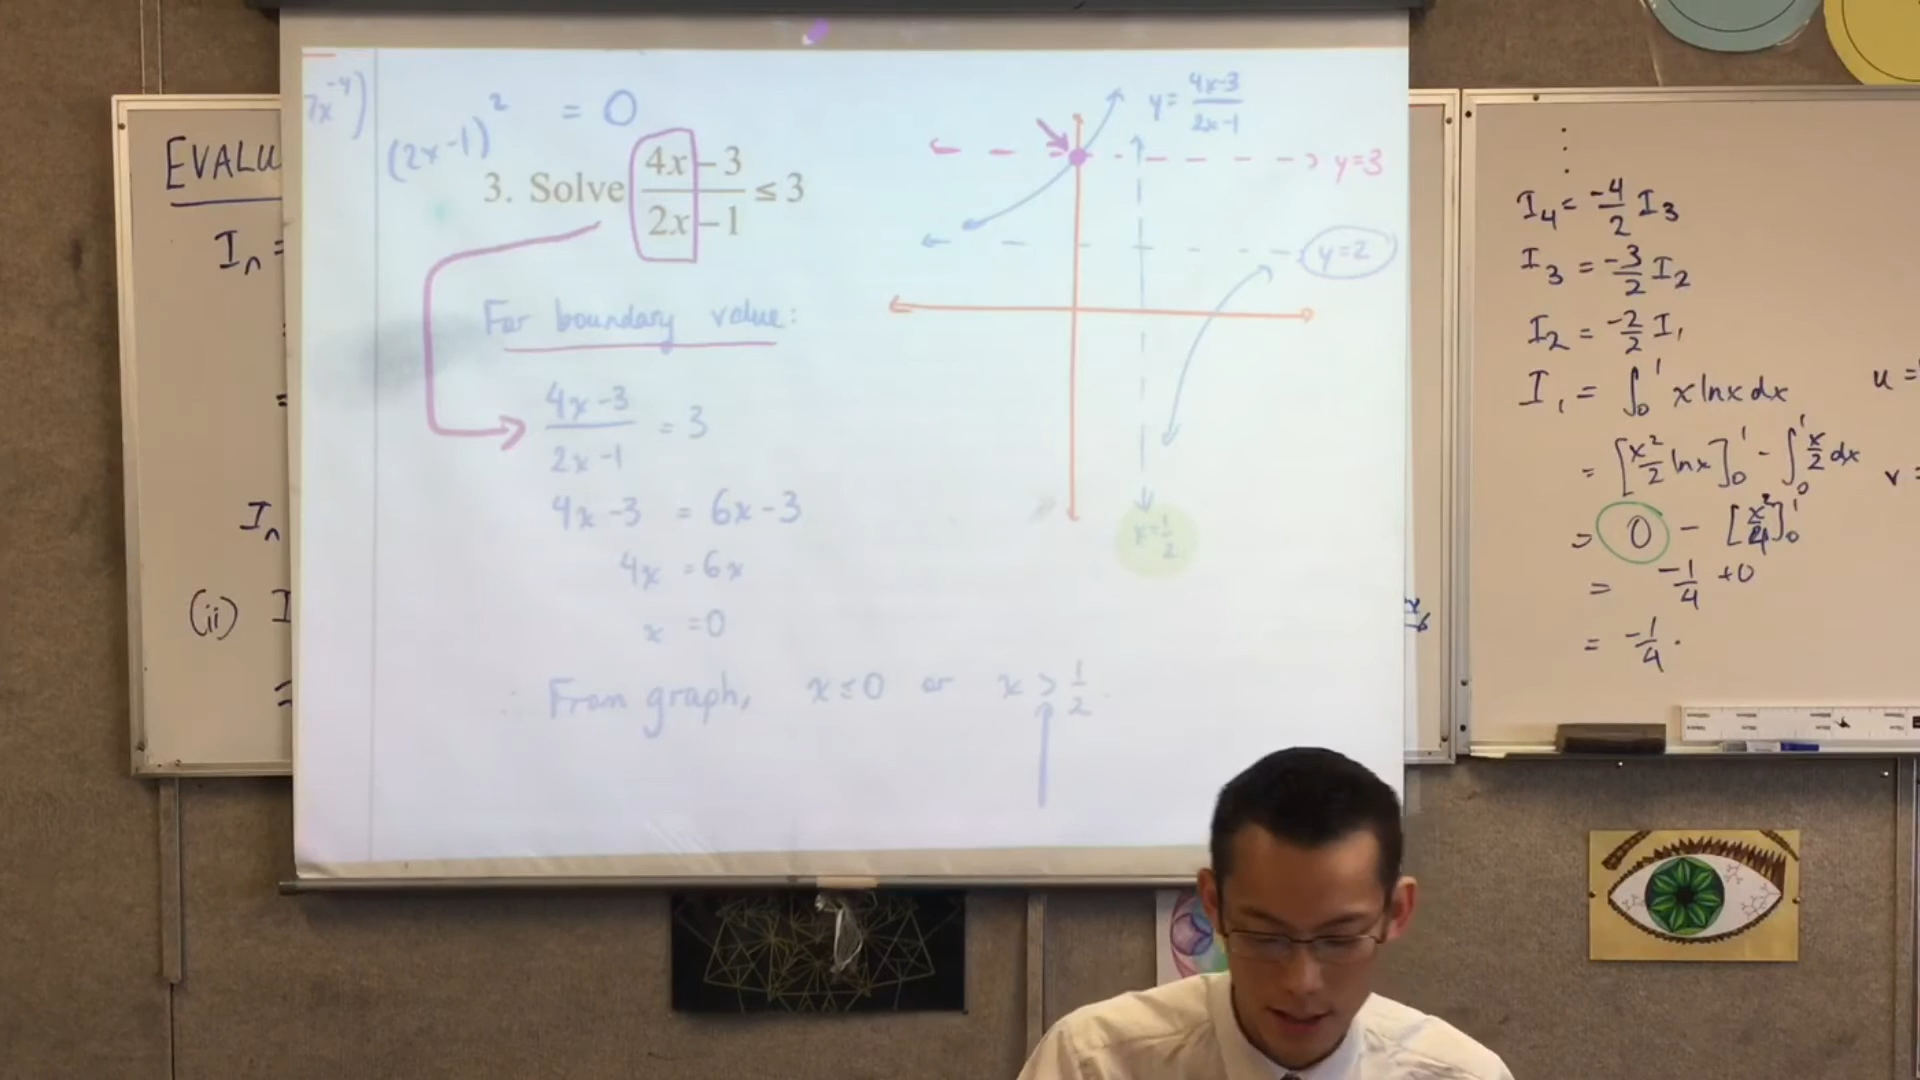 7x⁻⁴)
(2x-1)² = 0
3. Solve (4x-3)/(2x-1) ≤ 3
For boundary value:
(4x-3)/(2x-1) = 3
4x-3 = 6x-3
4x = 6x
x = 0
∴ From graph, x≤0 or x > 1/2.
y = (4x-3)/(2x-1)
y=3
y=2
x=1/2
EVALU
Iₙ =
=
Iₙ
(ii) I
=
I₄ = -4/2 I₃
I₃ = -3/2 I₂
I₂ = -2/2 I₁
I₁ = ∫₀¹ x ln x dx
= [x²/2 ln x]₀¹ - ∫₀¹ x/2 dx
= 0 - [x²/4]₀¹
= -1/4 + 0
= -1/4.
u =
v =